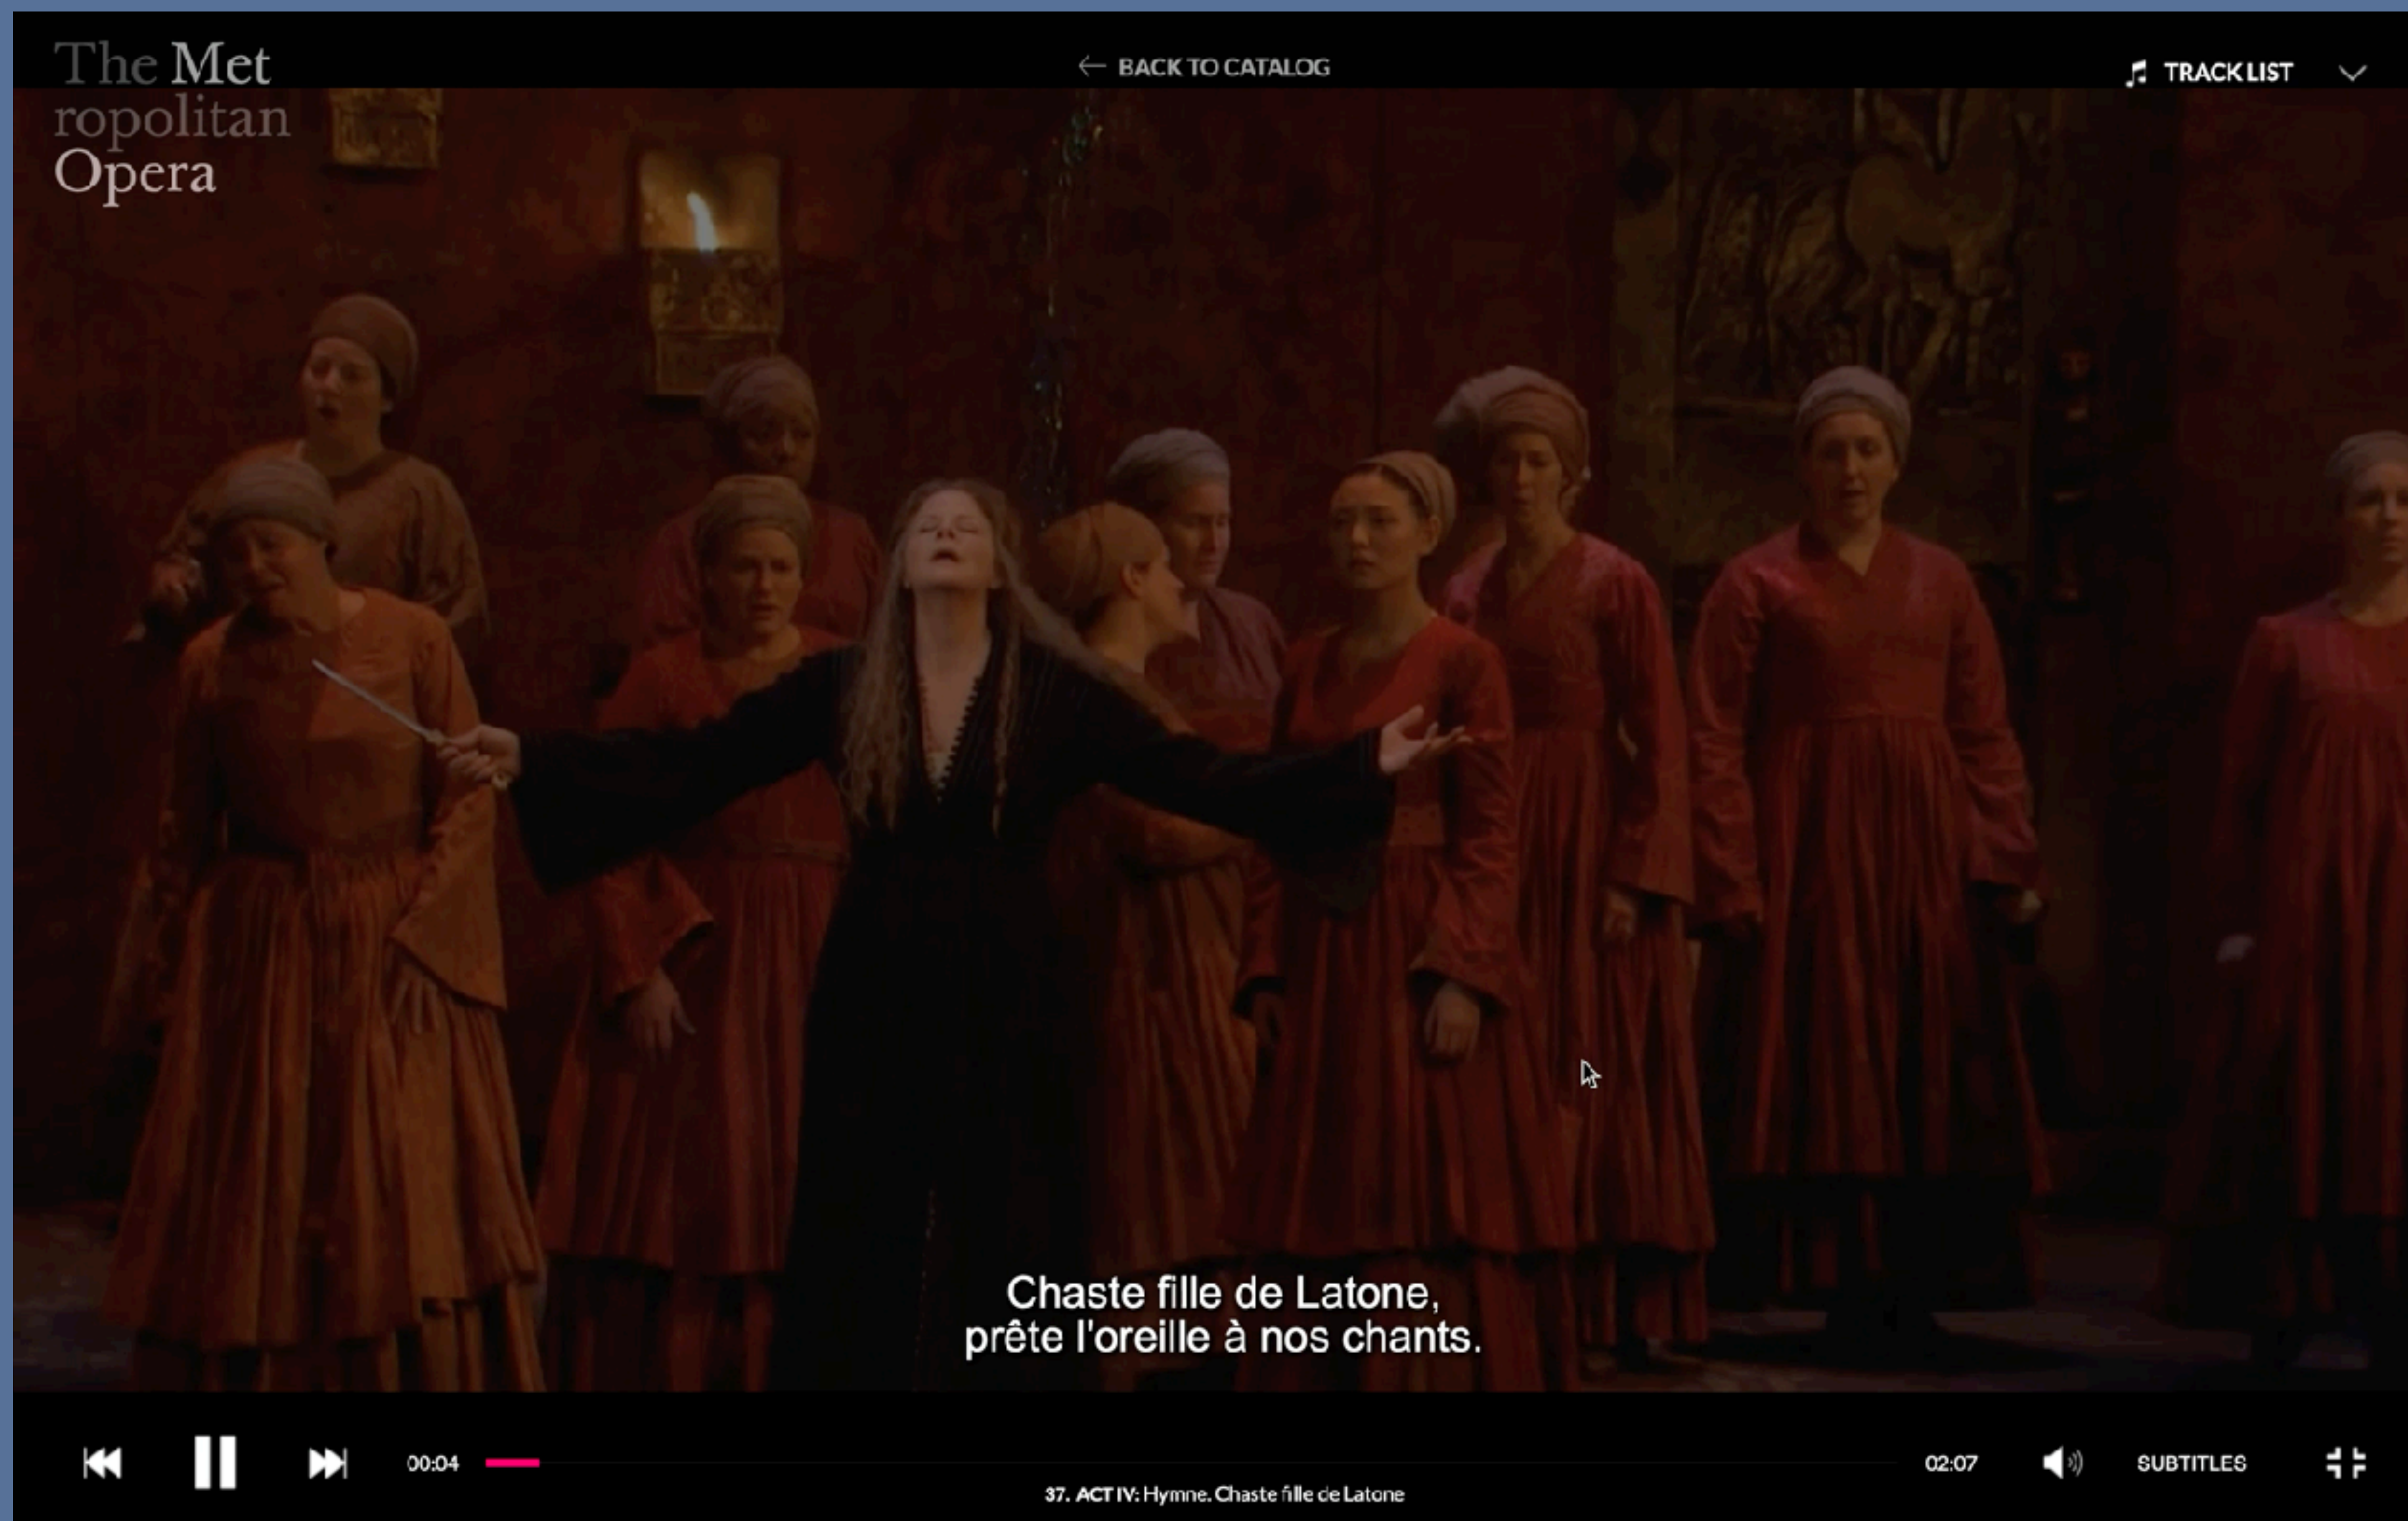 The Met
ropolitan
Opera
← BACK TO CATALOG
TRACK LIST
Chaste fille de Latone,
prête l'oreille à nos chants.
00:04
02:07
SUBTITLES
37. ACT IV: Hymne. Chaste fille de Latone